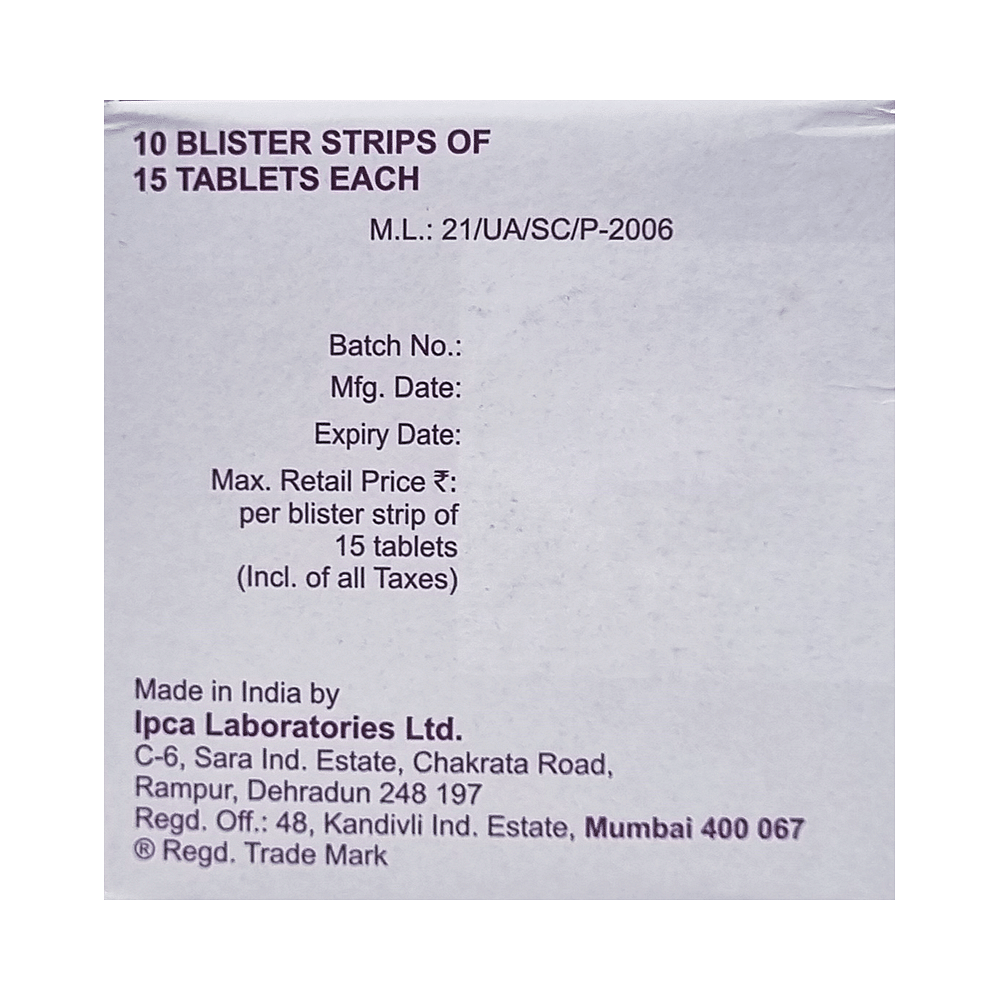 10 BLISTER STRIPS OF
15 TABLETS EACH
M.L.: 21/UA/SC/P-2006
Batch No.:
Mfg. Date:
Expiry Date:
Max. Retail Price ₹:
per blister strip of
15 tablets
(Incl. of all Taxes)
Made in India by
Ipca Laboratories Ltd.
C-6, Sara Ind. Estate, Chakrata Road,
Rampur, Dehradun 248 197
Regd. Off.: 48, Kandivli Ind. Estate, Mumbai 400 067
® Regd. Trade Mark